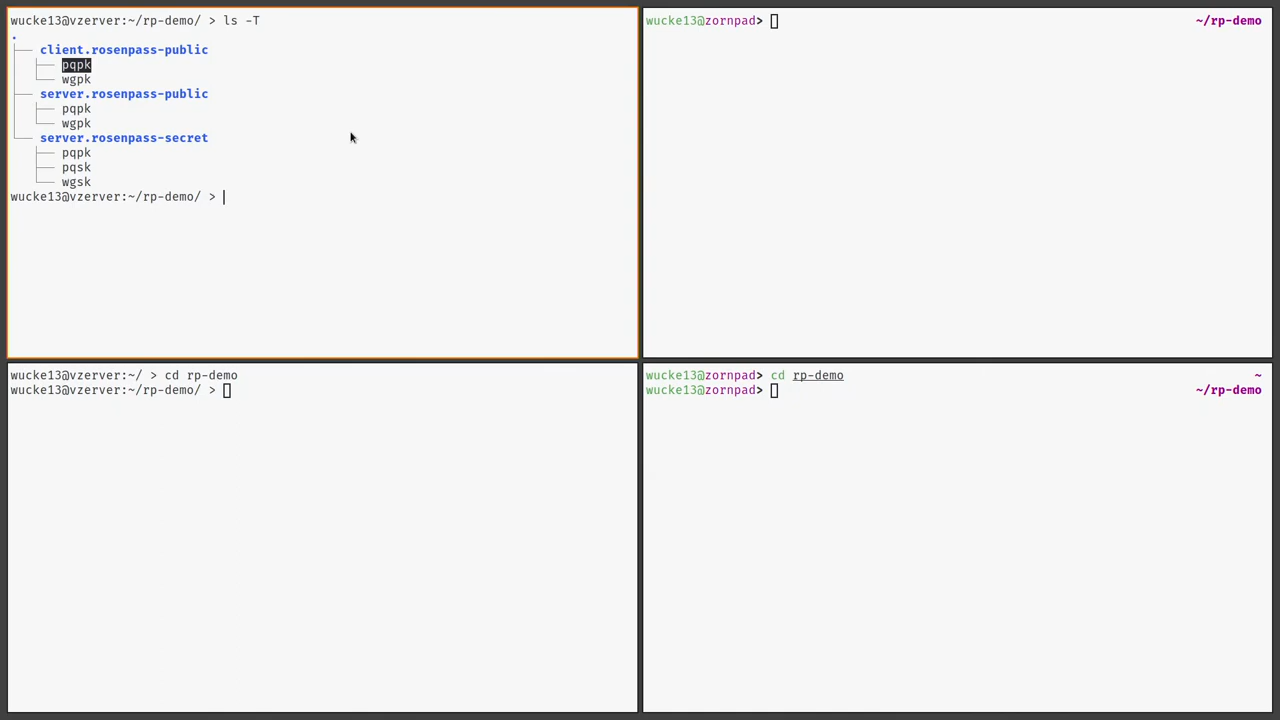 wucke13@vzerver:~/rp-demo/ > ls -T
.
├── client.rosenpass-public
│   ├── pqpk
│   └── wgpk
├── server.rosenpass-public
│   ├── pqpk
│   └── wgpk
└── server.rosenpass-secret
    ├── pqpk
    ├── pqsk
    └── wgsk
wucke13@vzerver:~/rp-demo/ >
wucke13@zornpad> ~/rp-demo
wucke13@vzerver:~/ > cd rp-demo
wucke13@vzerver:~/rp-demo/ >
wucke13@zornpad> cd rp-demo ~
wucke13@zornpad> ~/rp-demo